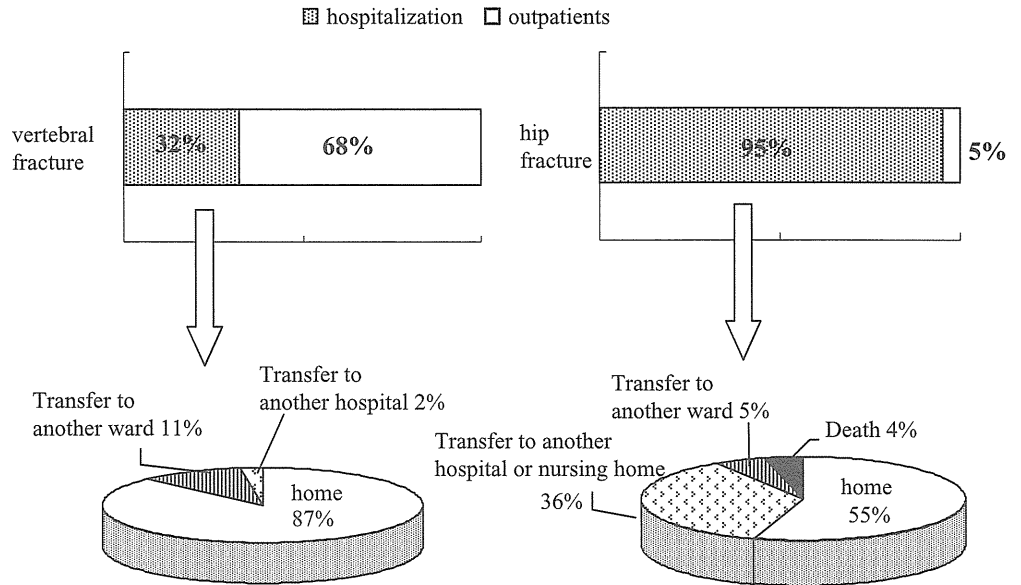 hospitalization outpatients
vertebral
fracture
32%
68%
hip
fracture
95%
5%
Transfer to
another ward 11%
Transfer to
another hospital 2%
home
87%
Transfer to another
hospital or nursing home
36%
Transfer to
another ward 5%
Death 4%
home
55%